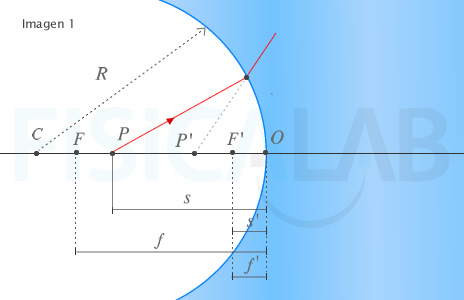 Imagen 1
R
C F P P' F' O
FISICALAB
s
s'
f
f'